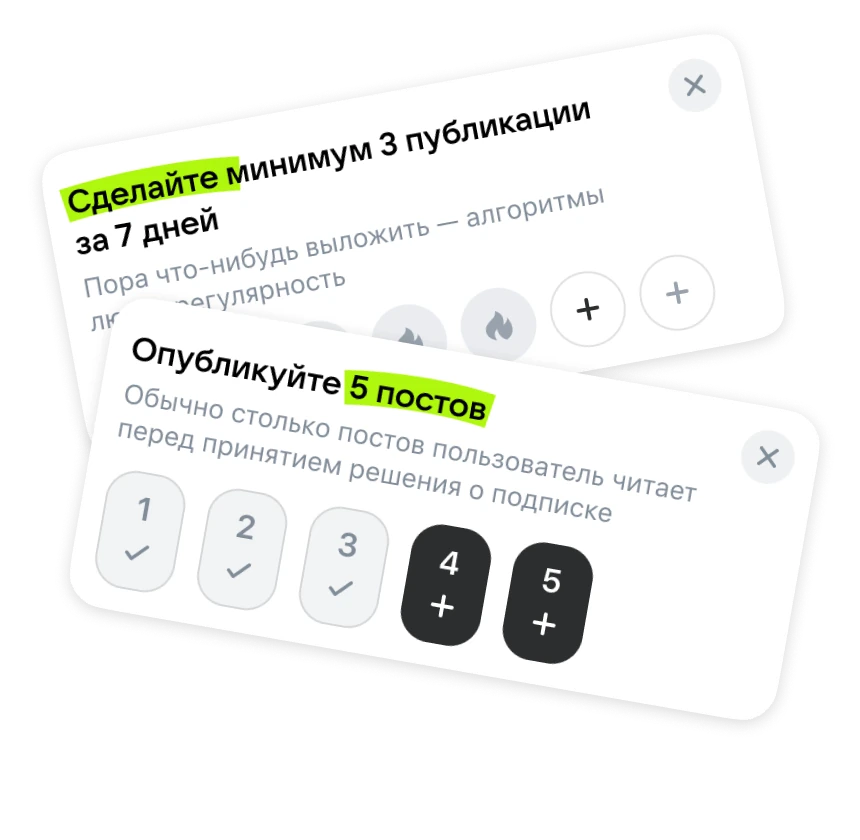 Сделайте минимум 3 публикации
за 7 дней
Пора что-нибудь выложить — алгоритмы
регулярность
Опубликуйте 5 постов
Обычно столько постов пользователь читает
перед принятием решения о подписке
1 2 3 4 5